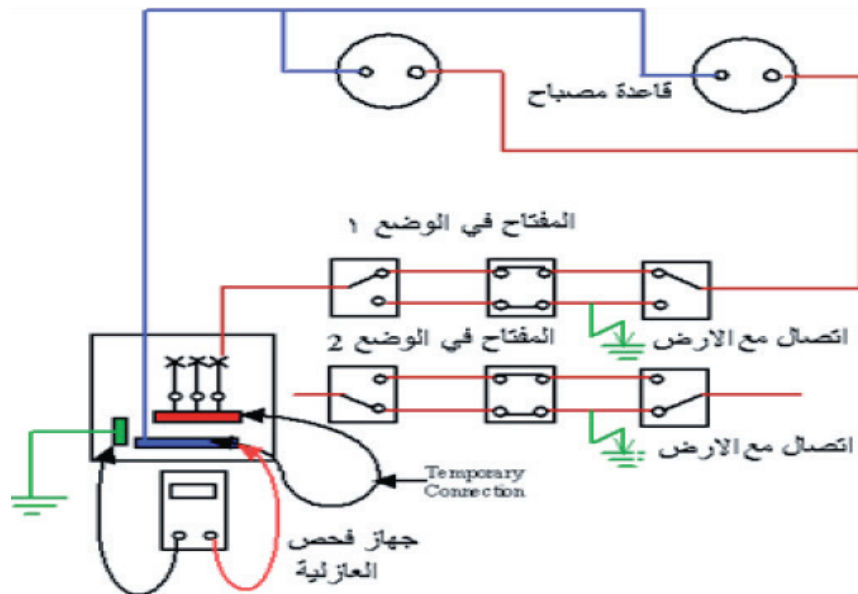 قاعدة مصباح
المفتاح في الوضع ١
اتصال مع الارض
المفتاح في الوضع 2
اتصال مع الارض
Temporary
Connection
جهاز فحص
العازلية